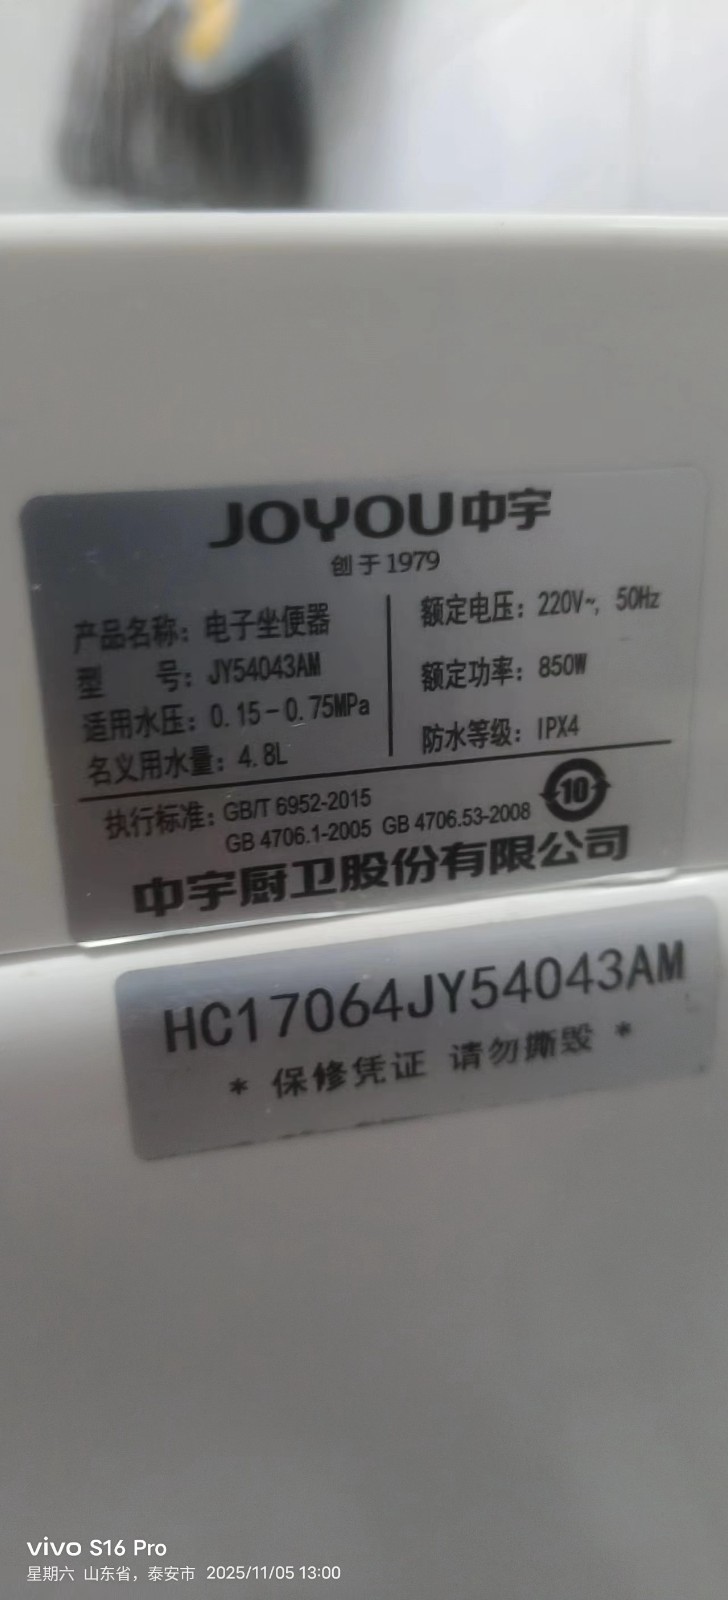 JOYOU中宇
创于1979
产品名称：电子坐便器
型 号：JY54043AM
适用水压：0.15-0.75MPa
名义用水量：4.8L
额定电压：220V~, 50Hz
额定功率：850W
防水等级：IPX4
执行标准：GB/T 6952-2015
GB 4706.1-2005 GB 4706.53-2008
10
中宇厨卫股份有限公司
HC17064JY54043AM
* 保修凭证 请勿撕毁 *
vivo S16 Pro
星期六 山东省，泰安市 2025/11/05 13:00